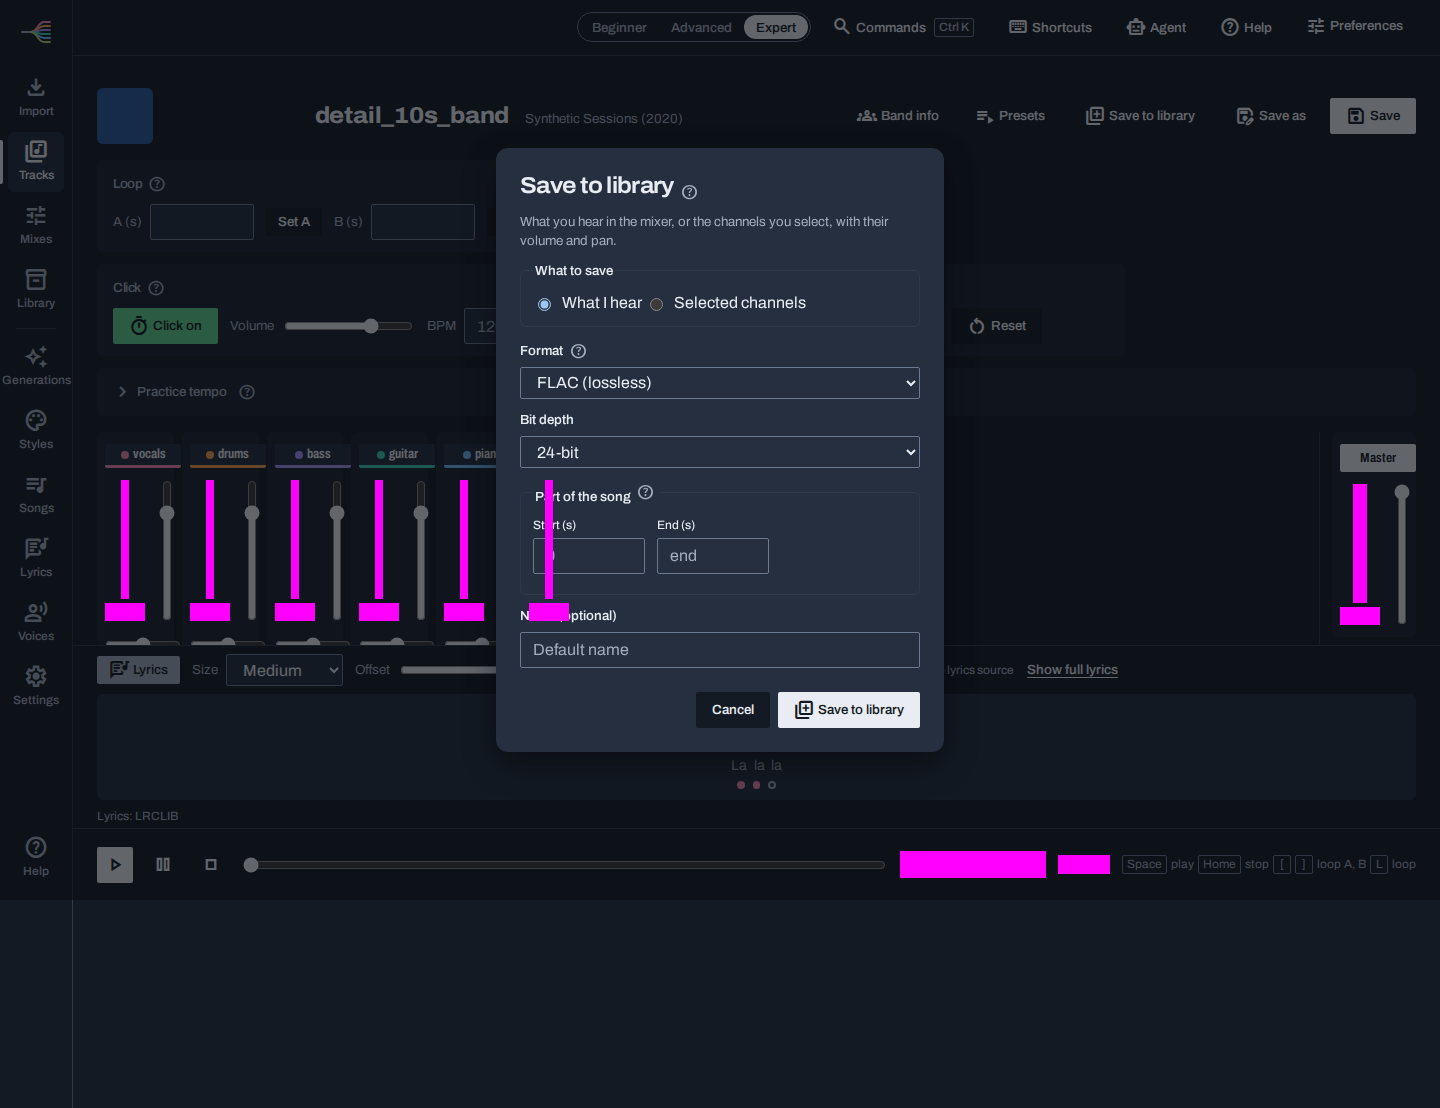 Beginner Advanced Expert Commands Ctrl K Shortcuts Agent Help Preferences
Import
Tracks
Mixes
Library
Generations
Styles
Songs
Lyrics
Voices
Settings
Help
detail_10s_band Synthetic Sessions (2020) Band info Presets Save to library Save as Save
Loop
A (s) Set A B (s)
Click
Click on Volume BPM Reset
Practice tempo
vocals drums bass guitar Master
Save to library
What you hear in the mixer, or the channels you select, with their
volume and pan.
What to save
What I hear Selected channels
Format
FLAC (lossless)
Bit depth
24-bit
Part of the song
Start (s) End (s)
end
Default name
Cancel Save to library
Lyrics Size Medium Offset lyrics source Show full lyrics
La la la
Lyrics: LRCLIB
Space play Home stop [ ] loop A, B L loop